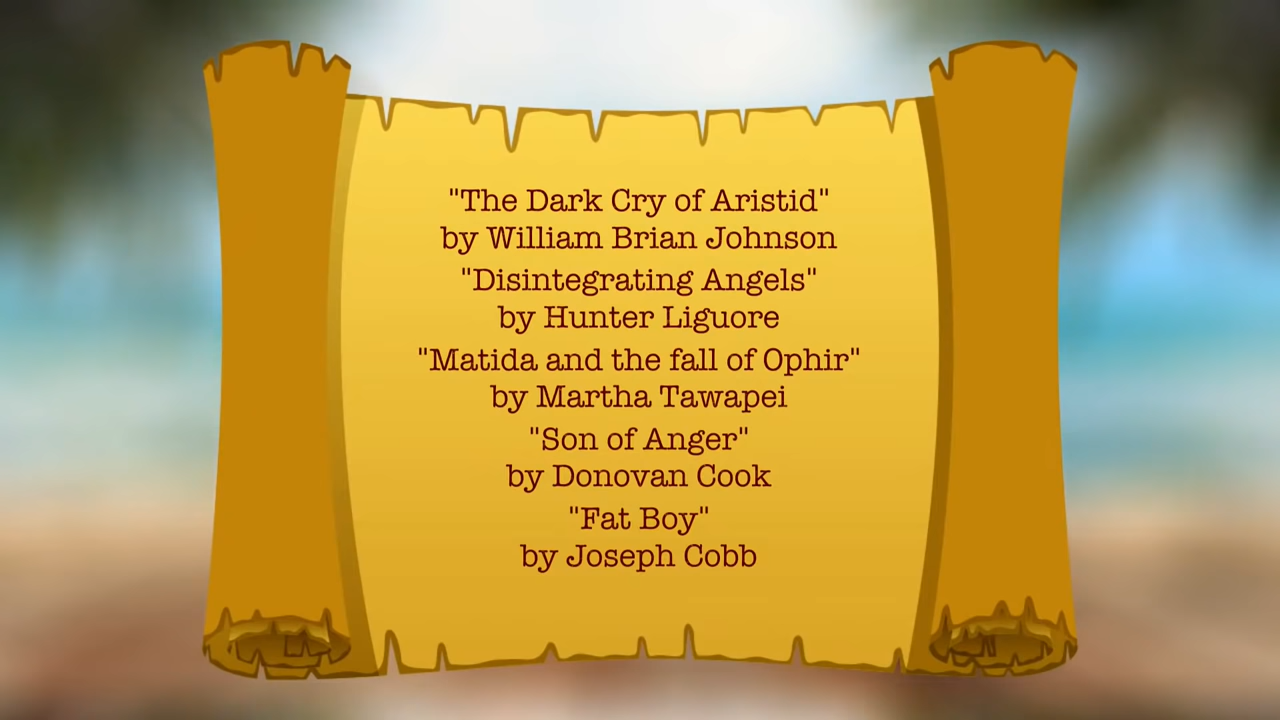 "The Dark Cry of Aristid"
by William Brian Johnson
"Disintegrating Angels"
by Hunter Liguore
"Matida and the fall of Ophir"
by Martha Tawapei
"Son of Anger"
by Donovan Cook
"Fat Boy"
by Joseph Cobb